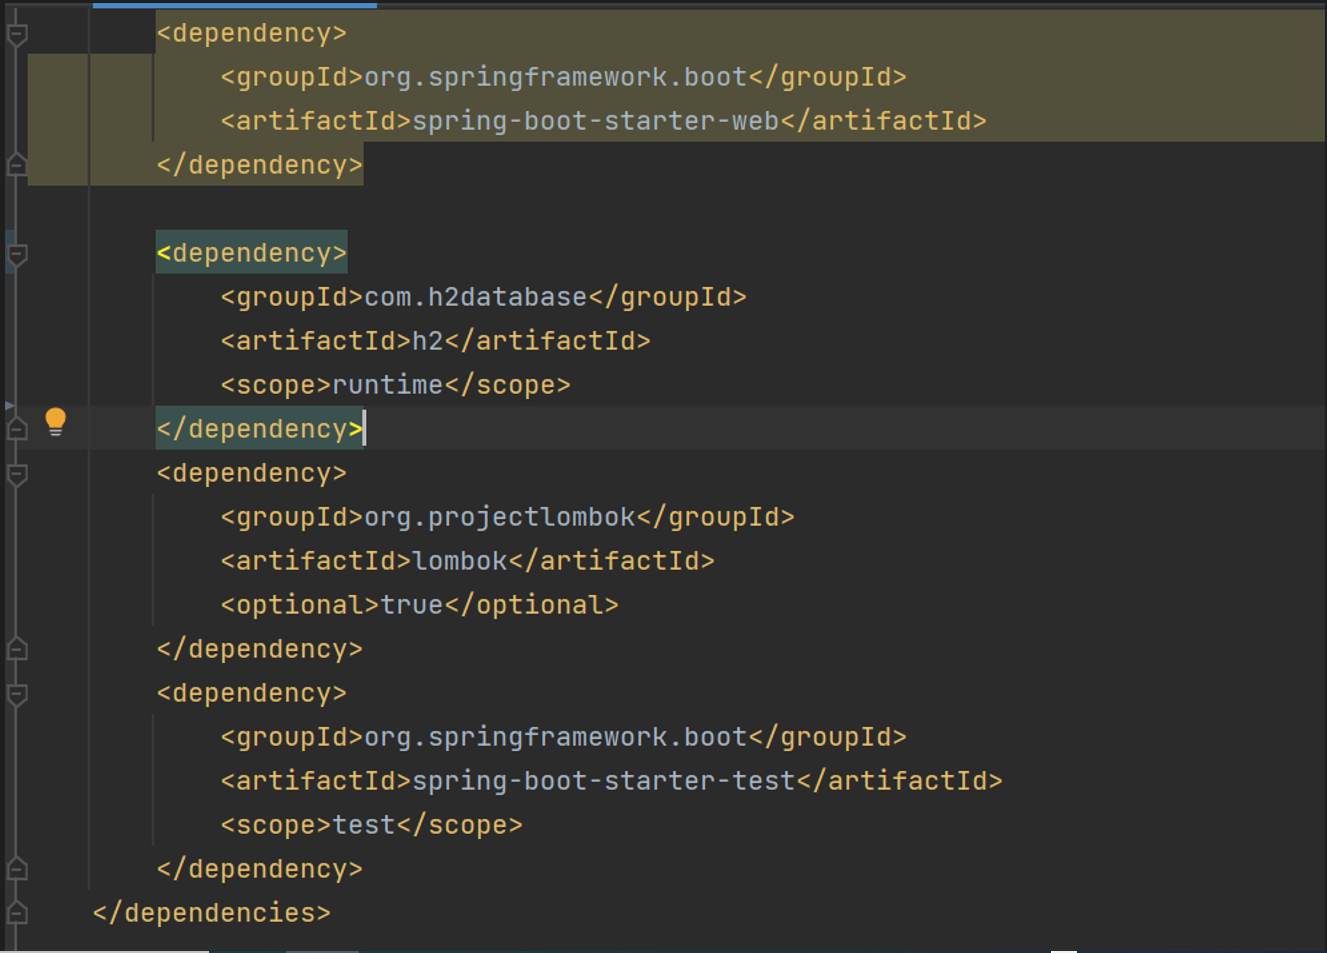 <dependency>
<groupId>org.springframework.boot</groupId>
<artifactId>spring-boot-starter-web</artifactId>
</dependency>
<dependency>
<groupId>com.h2database</groupId>
<artifactId>h2</artifactId>
<scope>runtime</scope>
</dependency>
<dependency>
<groupId>org.projectlombok</groupId>
<artifactId>lombok</artifactId>
<optional>true</optional>
</dependency>
<dependency>
<groupId>org.springframework.boot</groupId>
<artifactId>spring-boot-starter-test</artifactId>
<scope>test</scope>
</dependency>
</dependencies>